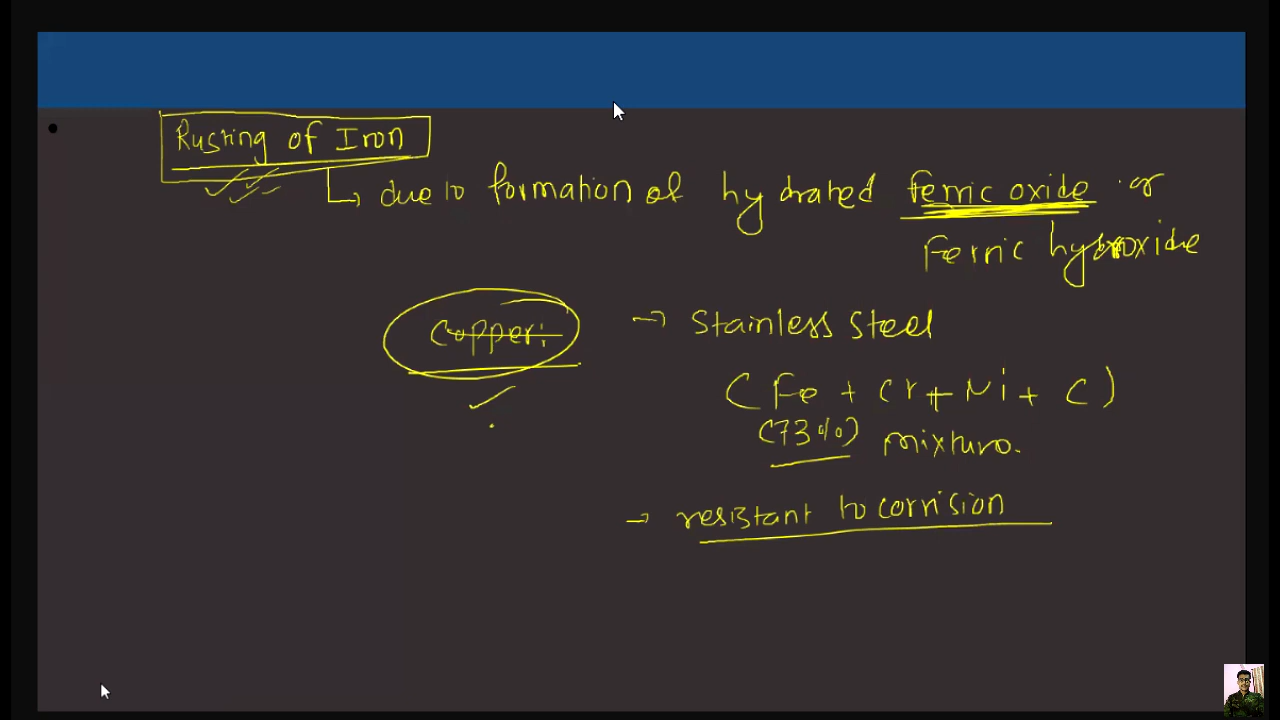 Rusting of Iron
due to formation of hydrated Ferric oxide or
Ferric hydroxide
Copper:
→ Stainless Steel
(Fe + Cr + Ni + C)
(73%) mixture.
→ resistant to corrision